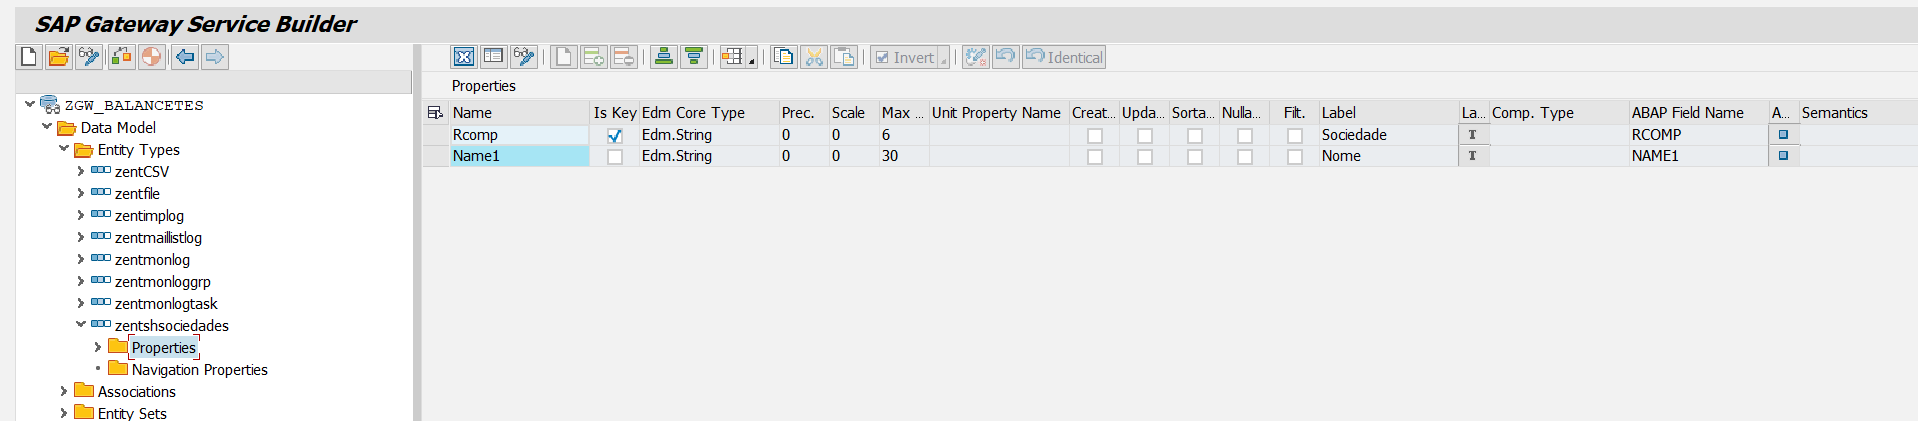 SAP Gateway Service Builder
Invert
Identical
Properties
ZGW_BALANCETES
Data Model
Entity Types
zentCSV
zentfile
zentimplog
zentmaillistlog
zentmonlog
zentmonloggrp
zentmonlogtask
zentshsociedades
Properties
Navigation Properties
Associations
Entity Sets
Name Is Key Edm Core Type Prec. Scale Max ... Unit Property Name Creat... Upda... Sorta... Nulla... Filt. Label La... Comp. Type ABAP Field Name A... Semantics
Rcomp Edm.String 0 0 6 Sociedade T RCOMP
Name1 Edm.String 0 0 30 Nome T NAME1